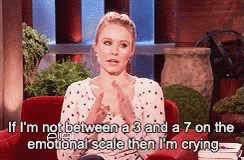 If I'm not between a 3 and a 7 on the
emotional scale then I'm crying